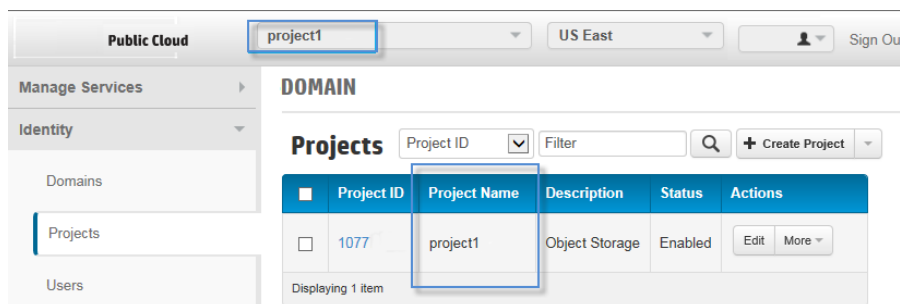 Public Cloud project1 US East Sign Ou
Manage Services
DOMAIN
Identity
Projects Project ID Filter Create Project
Domains
Project ID Project Name Description Status Actions
Projects
1077 project1 Object Storage Enabled Edit More
Users
Displaying 1 item